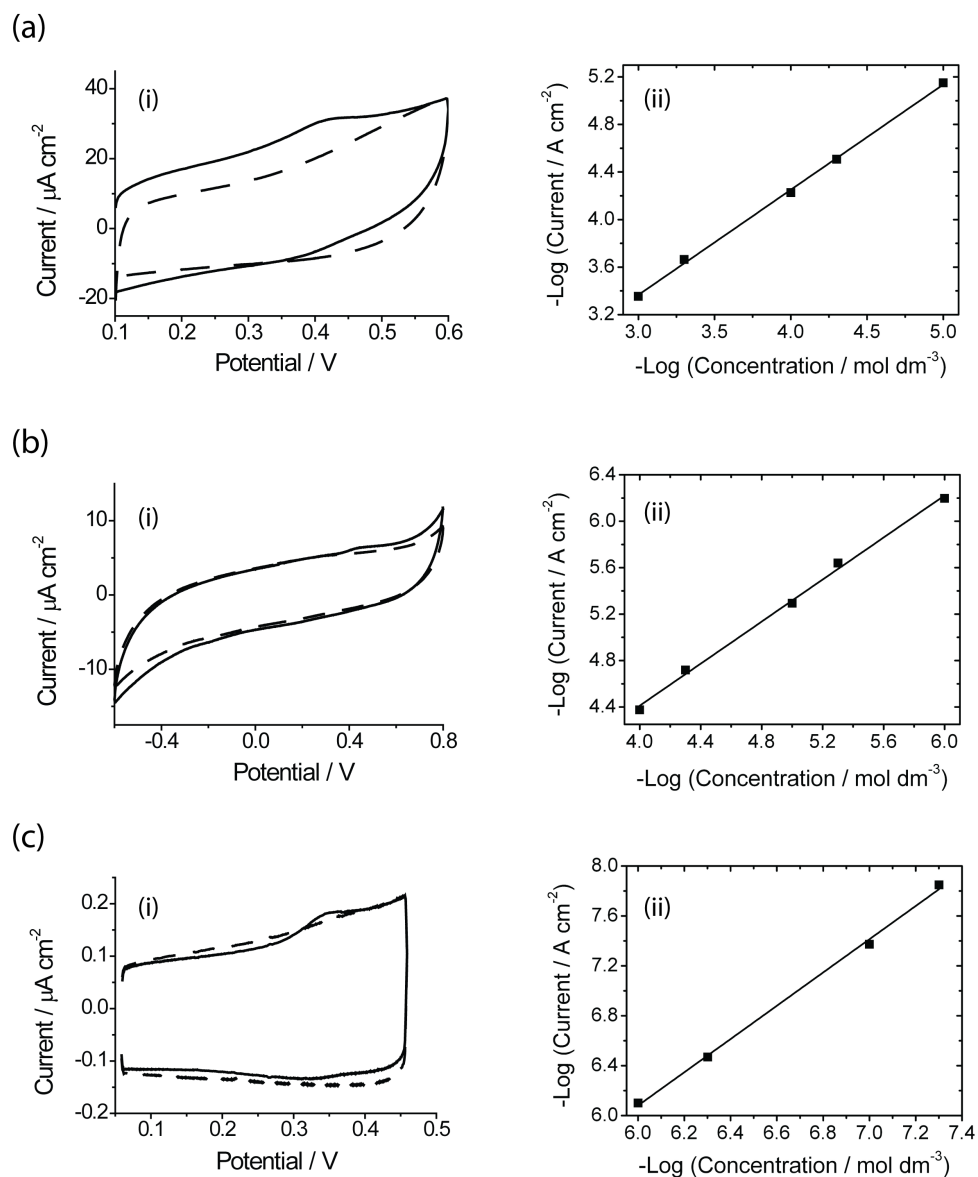 (a)
(i)
40
20
0
-20
0.1 0.2 0.3 0.4 0.5 0.6
Current / μA cm-2
Potential / V
(ii)
5.2
4.8
4.4
4.0
3.6
3.2
3.0 3.5 4.0 4.5 5.0
-Log (Current / A cm-2)
-Log (Concentration / mol dm-3)
(b)
(i)
10
0
-10
-0.4 0.0 0.4 0.8
Current / μA cm-2
Potential / V
(ii)
6.4
6.0
5.6
5.2
4.8
4.4
4.0 4.4 4.8 5.2 5.6 6.0
-Log (Current / A cm-2)
-Log (Concentration / mol dm-3)
(c)
(i)
0.2
0.1
0.0
-0.1
-0.2
0.1 0.2 0.3 0.4 0.5
Current / μA cm-2
Potential / V
(ii)
8.0
7.6
7.2
6.8
6.4
6.0
6.0 6.2 6.4 6.6 6.8 7.0 7.2 7.4
-Log (Current / A cm-2)
-Log (Concentration / mol dm-3)